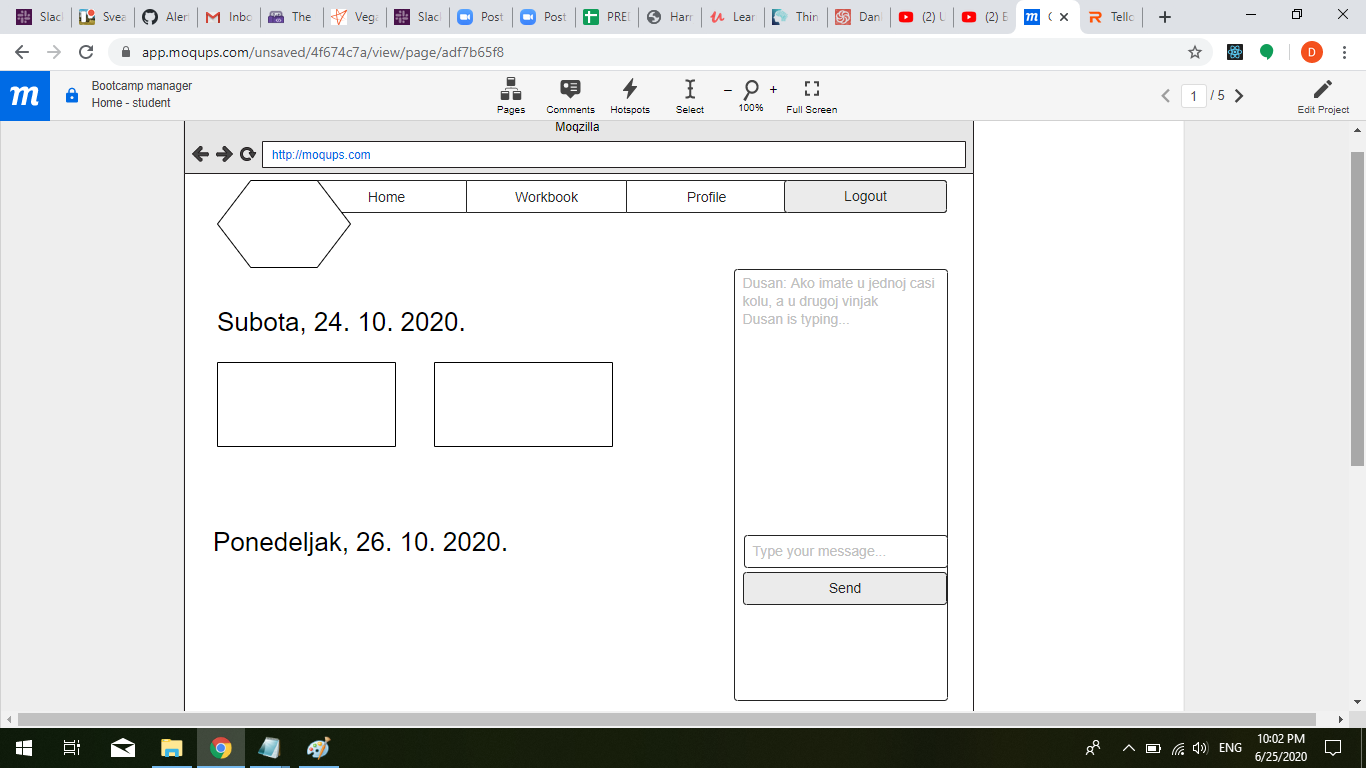 Slac
Svea
Aler
Inbo
The
Vega
Slac
Post
Post
PREI
Harr
Lear
Thin
Danl
(2) U
(2) E
Tellc
app.moqups.com/unsaved/4f674c7a/view/page/adf7b65f8
D
m
Bootcamp manager
Home - student
Pages
Comments
Hotspots
Select
100%
Full Screen
1 / 5
Edit Project
Moqzilla
http://moqups.com
Home
Workbook
Profile
Logout
Dusan: Ako imate u jednoj casi
kolu, a u drugoj vinjak
Dusan is typing...
Subota, 24. 10. 2020.
Ponedeljak, 26. 10. 2020.
Type your message...
Send
ENG
10:02 PM
6/25/2020